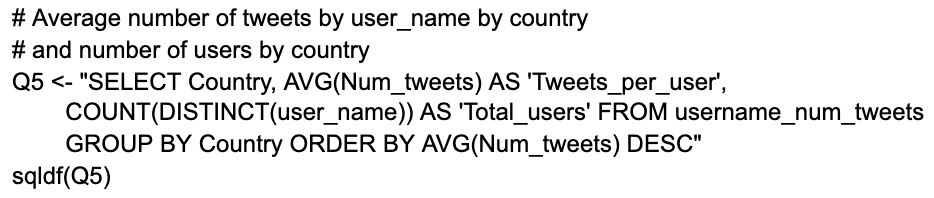 # Average number of tweets by user_name by country
# and number of users by country
Q5 <- "SELECT Country, AVG(Num_tweets) AS 'Tweets_per_user',
COUNT(DISTINCT(user_name)) AS 'Total_users' FROM username_num_tweets
GROUP BY Country ORDER BY AVG(Num_tweets) DESC"
sqldf(Q5)